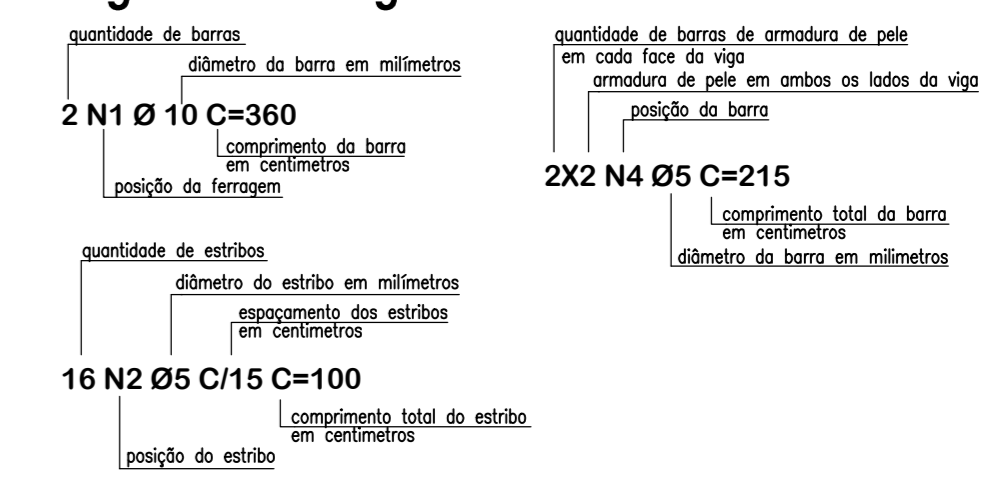 quantidade de barras
diâmetro da barra em milímetros
2 N1 Ø 10 C=360
comprimento da barra
em centimetros
posição da ferragem
quantidade de barras de armadura de pele
em cada face da viga
armadura de pele em ambos os lados da viga
posição da barra
2X2 N4 Ø5 C=215
comprimento total da barra
em centimetros
diâmetro da barra em milimetros
quantidade de estribos
diâmetro do estribo em milímetros
espaçamento dos estribos
em centimetros
16 N2 Ø5 C/15 C=100
comprimento total do estribo
em centimetros
posição do estribo